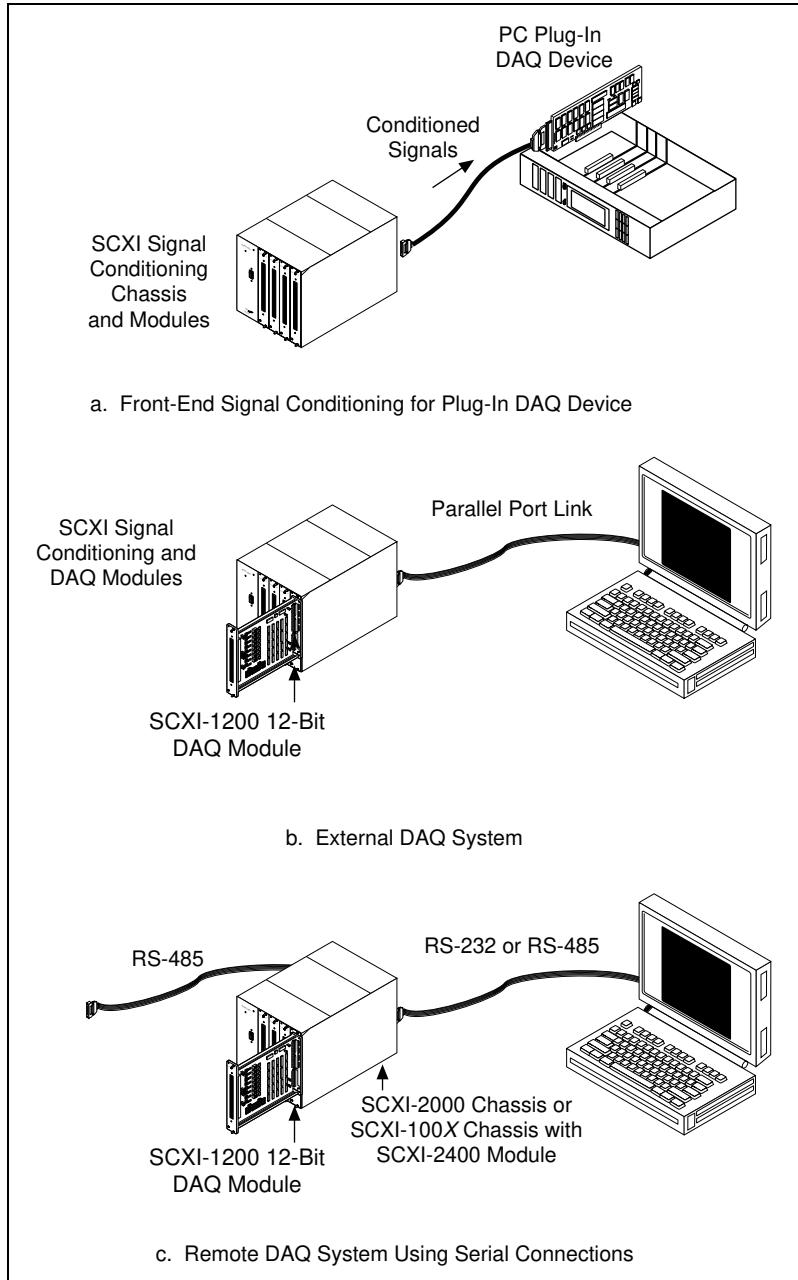 PC Plug-In
DAQ Device
Conditioned
Signals
SCXI Signal
Conditioning
Chassis
and Modules
a. Front-End Signal Conditioning for Plug-In DAQ Device
SCXI Signal
Conditioning and
DAQ Modules
Parallel Port Link
SCXI-1200 12-Bit
DAQ Module
b. External DAQ System
RS-485
RS-232 or RS-485
SCXI-2000 Chassis or
SCXI-100X Chassis with
SCXI-2400 Module
SCXI-1200 12-Bit
DAQ Module
c. Remote DAQ System Using Serial Connections